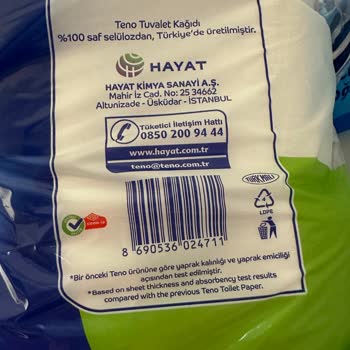 Teno Tuvalet Kağıdı
%100 saf selülozdan, Türkiye'de üretilmiştir.
HAYAT
HAYAT KİMYA SANAYİ A.Ş.
Mahir İz Cad. No: 25 34662
Altunizade - Üsküdar - İSTANBUL
Tüketici İletişim Hattı
0850 200 94 44
www.hayat.com.tr
teno@teno.com.tr
TÜRK MALI
LDPE
8 690536 024711
*Bir önceki Teno ürününe göre yaprak kalınlığı ve yaprak emiciliği
açısından test edilmiştir.
*Based on sheet thickness and absorbency test results
compared with the previous Teno Toilet Paper.